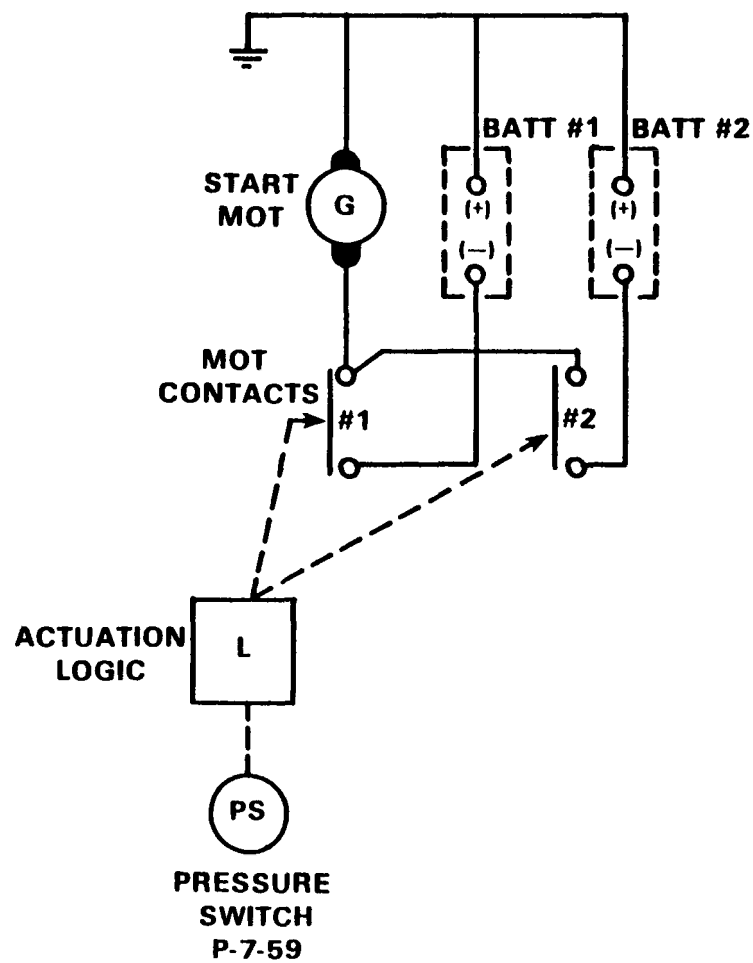 BATT #1
BATT #2
START
MOT
G
(+)
(+)
(—)
(—)
MOT
CONTACTS
#1
#2
ACTUATION
LOGIC
L
PS
PRESSURE
SWITCH
P-7-59